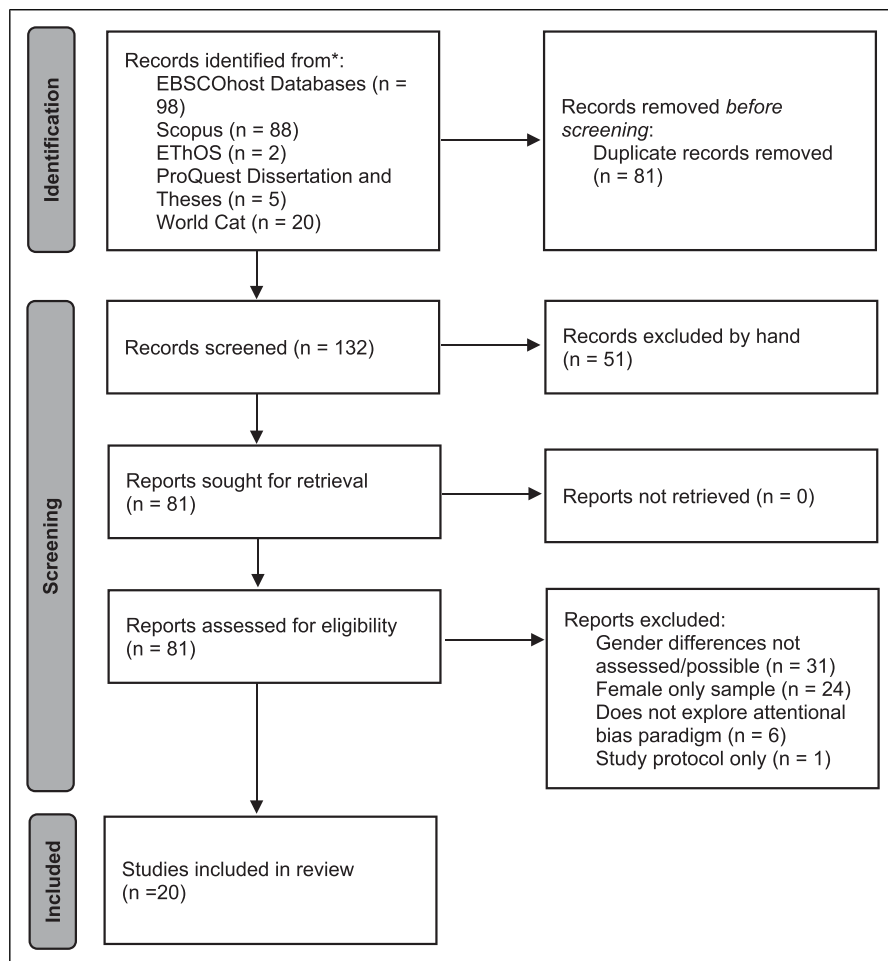 Identification
Records identified from*:
EBSCOhost Databases (n =
98)
Scopus (n = 88)
EThOS (n = 2)
ProQuest Dissertation and
Theses (n = 5)
World Cat (n = 20)
Records removed before
screening:
Duplicate records removed
(n = 81)
Screening
Records screened (n = 132)
Records excluded by hand
(n = 51)
Reports sought for retrieval
(n = 81)
Reports not retrieved (n = 0)
Reports assessed for eligibility
(n = 81)
Reports excluded:
Gender differences not
assessed/possible (n = 31)
Female only sample (n = 24)
Does not explore attentional
bias paradigm (n = 6)
Study protocol only (n = 1)
Included
Studies included in review
(n =20)